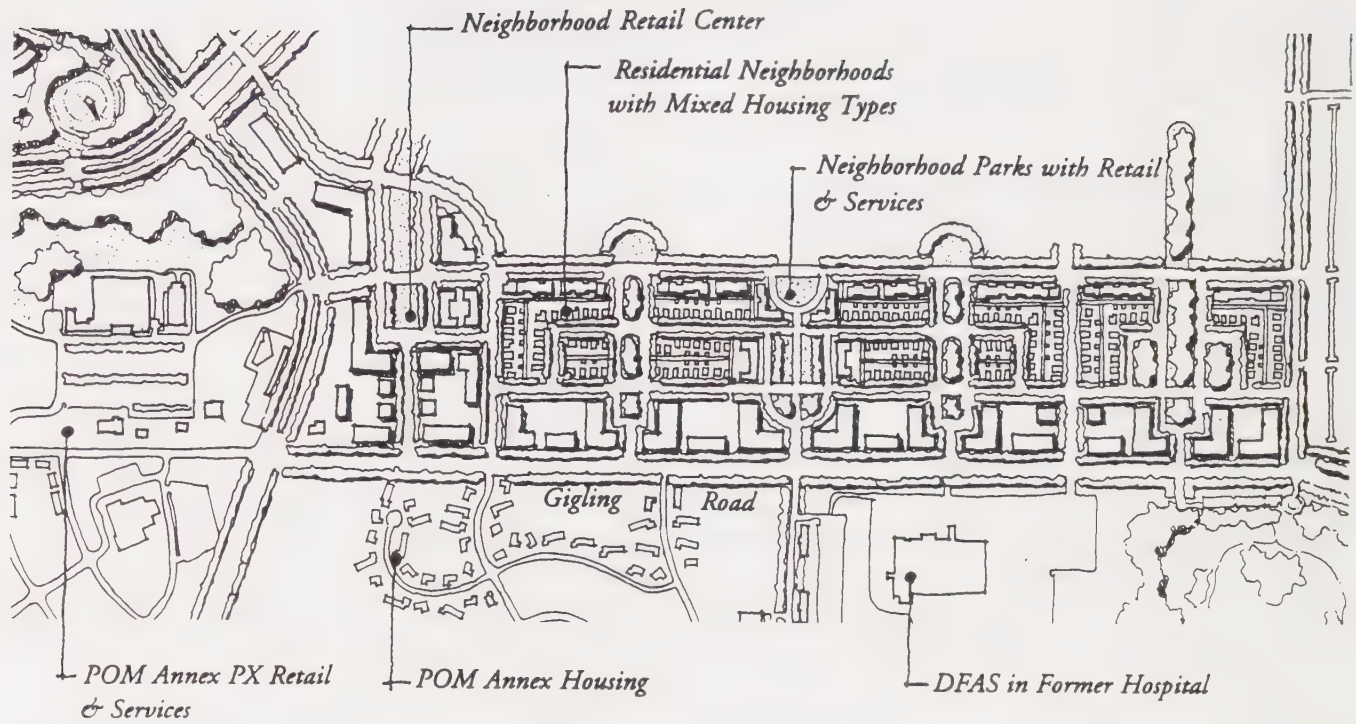 Neighborhood Retail Center
Residential Neighborhoods
with Mixed Housing Types
Neighborhood Parks with Retail
& Services
Gigling Road
POM Annex PX Retail
& Services
POM Annex Housing
DFAS in Former Hospital